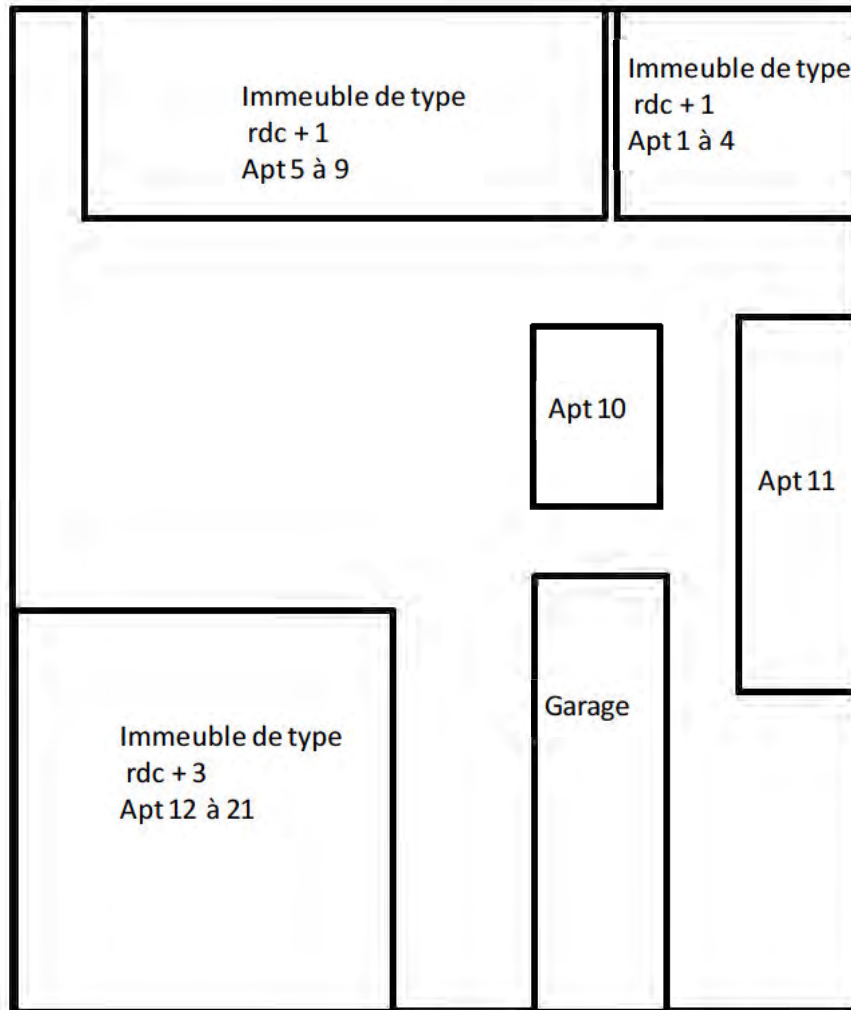 Immeuble de type
rdc + 1
Apt 5 à 9
Immeuble de type
rdc + 1
Apt 1 à 4
Apt 10
Apt 11
Garage
Immeuble de type
rdc + 3
Apt 12 à 21